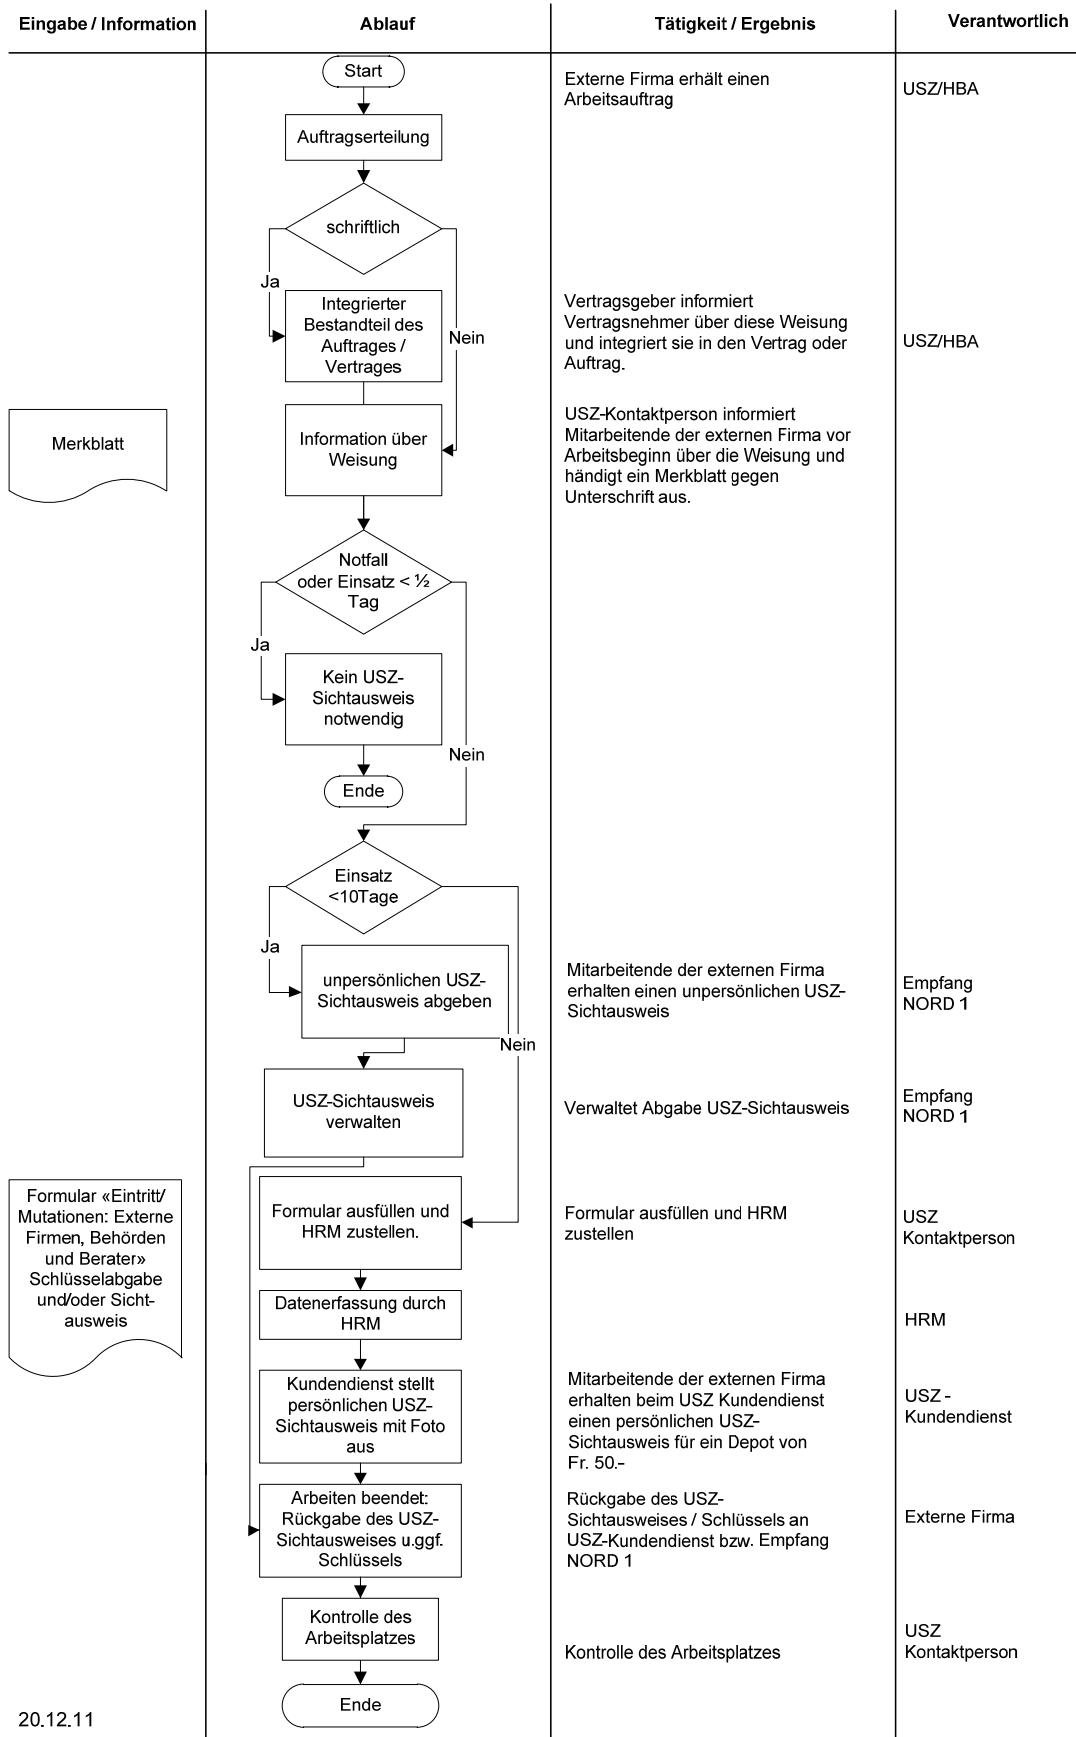 Eingabe / Information
Ablauf
Tätigkeit / Ergebnis
Verantwortlich
Start
Externe Firma erhält einen
Arbeitsauftrag
USZ/HBA
Auftragserteilung
schriftlich
Ja
Nein
Integrierter
Bestandteil des
Auftrages /
Vertrages
Vertragsgeber informiert
Vertragsnehmer über diese Weisung
und integriert sie in den Vertrag oder
Auftrag.
USZ/HBA
Merkblatt
Information über
Weisung
USZ-Kontaktperson informiert
Mitarbeitende der externen Firma vor
Arbeitsbeginn über die Weisung und
händigt ein Merkblatt gegen
Unterschrift aus.
Notfall
oder Einsatz < ½
Tag
Ja
Kein USZ-
Sichtausweis
notwendig
Nein
Ende
Einsatz
<10Tage
Ja
unpersönlichen USZ-
Sichtausweis abgeben
Mitarbeitende der externen Firma
erhalten einen unpersönlichen USZ-
Sichtausweis
Empfang
NORD 1
Nein
USZ-Sichtausweis
verwalten
Verwaltet Abgabe USZ-Sichtausweis
Empfang
NORD 1
Formular «Eintritt/
Mutationen: Externe
Firmen, Behörden
und Berater»
Schlüsselabgabe
und/oder Sicht-
ausweis
Formular ausfüllen und
HRM zustellen.
Formular ausfüllen und HRM
zustellen
USZ
Kontaktperson
Datenerfassung durch
HRM
HRM
Kundendienst stellt
persönlichen USZ-
Sichtausweis mit Foto
aus
Mitarbeitende der externen Firma
erhalten beim USZ Kundendienst
einen persönlichen USZ-
Sichtausweis für ein Depot von
Fr. 50.-
USZ -
Kundendienst
Arbeiten beendet:
Rückgabe des USZ-
Sichtausweises u.ggf.
Schlüssels
Rückgabe des USZ-
Sichtausweises / Schlüssels an
USZ-Kundendienst bzw. Empfang
NORD 1
Externe Firma
Kontrolle des
Arbeitsplatzes
Kontrolle des Arbeitsplatzes
USZ
Kontaktperson
Ende
20.12.11